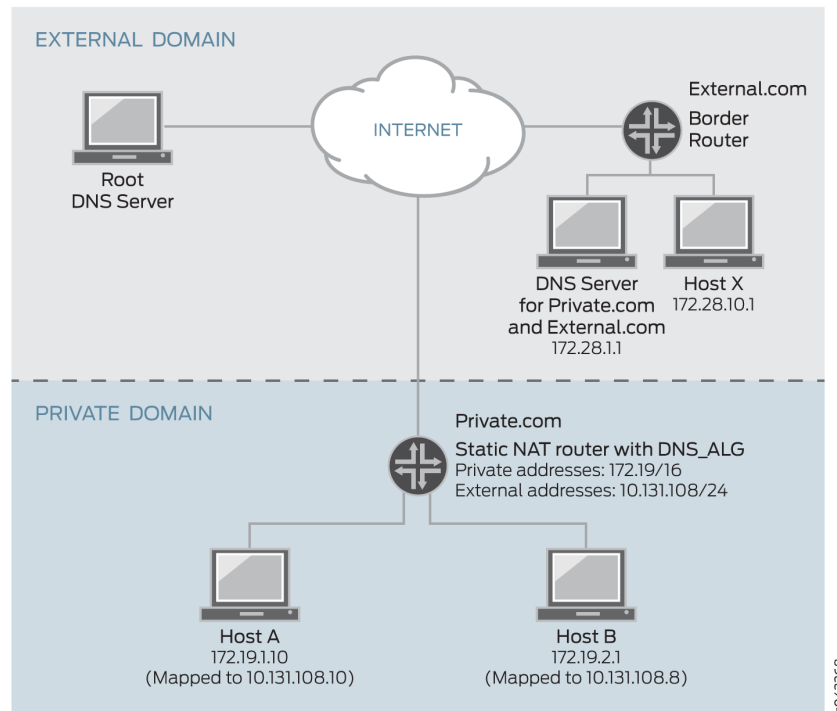 EXTERNAL DOMAIN
INTERNET
External.com
Border
Router
Root
DNS Server
DNS Server
for Private.com
and External.com
172.28.1.1
Host X
172.28.10.1
PRIVATE DOMAIN
Private.com
Static NAT router with DNS_ALG
Private addresses: 172.19/16
External addresses: 10.131.108/24
Host A
172.19.1.10
(Mapped to 10.131.108.10)
Host B
172.19.2.1
(Mapped to 10.131.108.8)